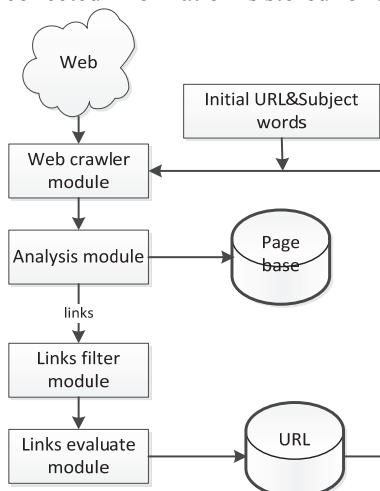 Web
Initial URL&Subject
words
Web crawler
module
Analysis module
Page
base
links
Links filter
module
Links evaluate
module
URL